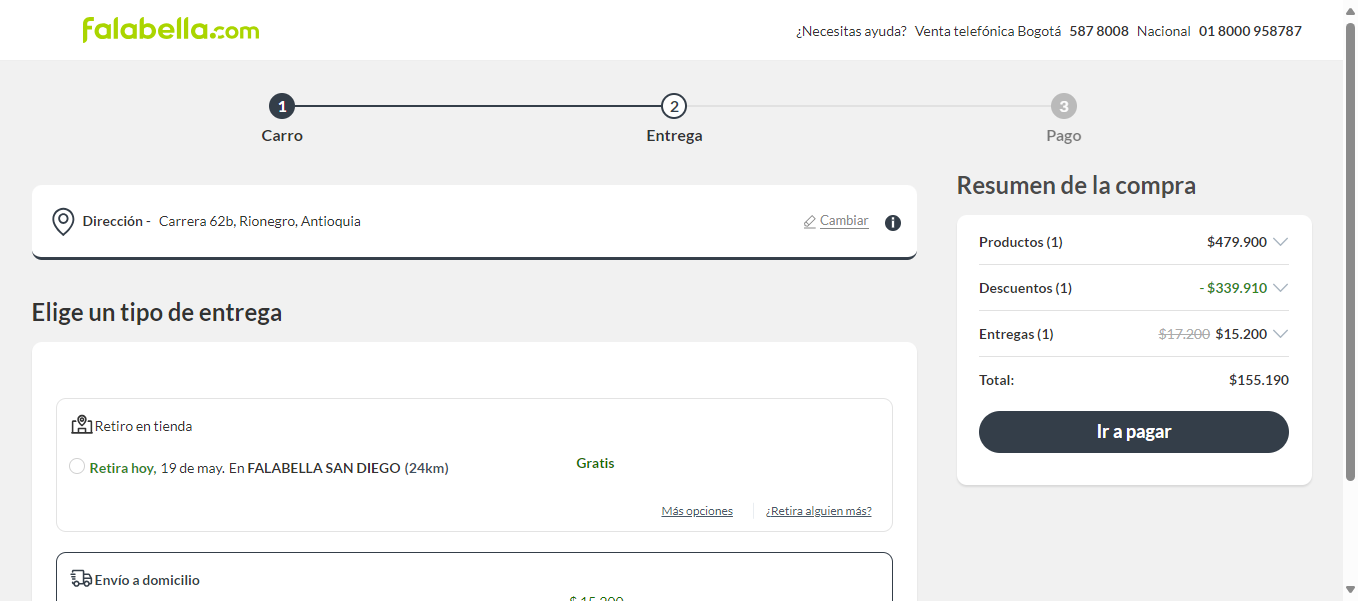 falabella.com
¿Necesitas ayuda? Venta telefónica Bogotá 587 8008 Nacional 01 8000 958787
1 2 3
Carro Entrega Pago
Dirección - Carrera 62b, Rionegro, Antioquia Cambiar
Elige un tipo de entrega
Retiro en tienda
Retira hoy, 19 de may. En FALABELLA SAN DIEGO (24km) Gratis
Más opciones ¿Retira alguien más?
Envío a domicilio
$ 15.200
Resumen de la compra
Productos (1) $479.900
Descuentos (1) - $339.910
Entregas (1) $17.200 $15.200
Total: $155.190
Ir a pagar